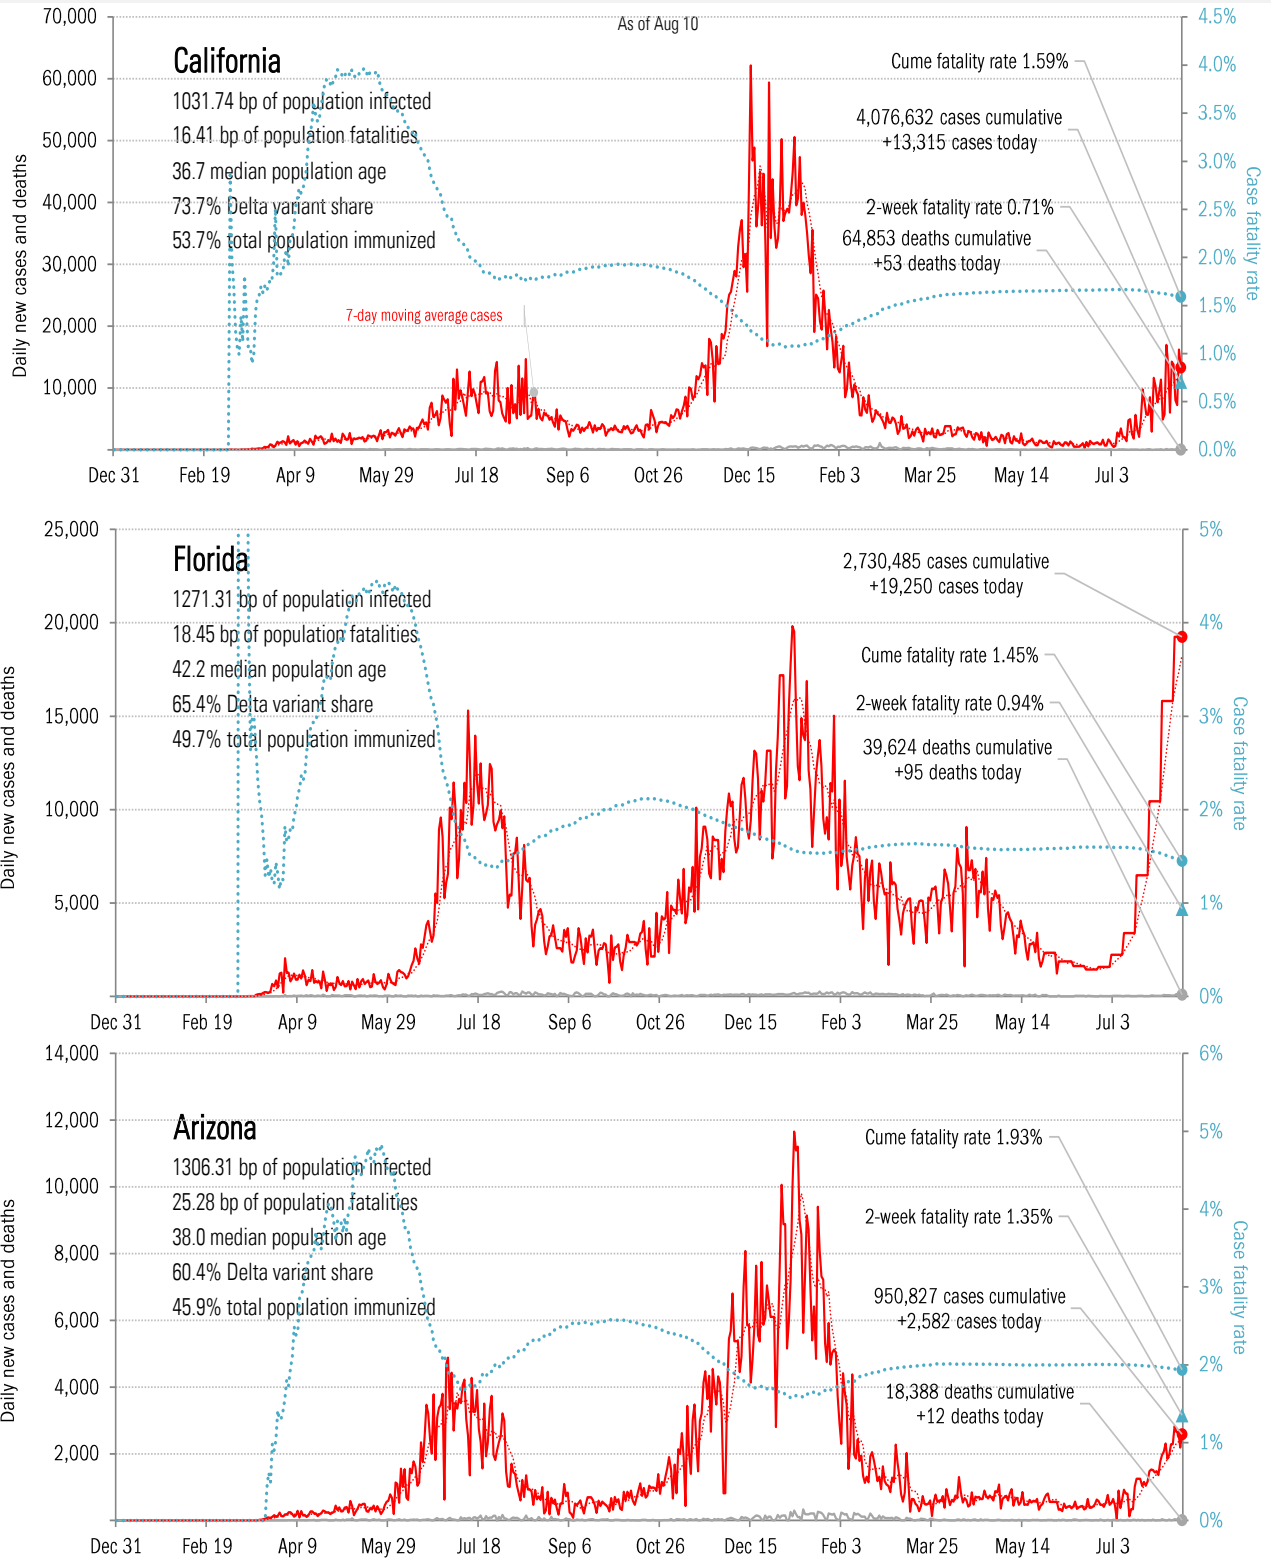 As of Aug 10
Daily new cases and deaths
70,000
60,000
50,000
40,000
30,000
20,000
10,000
California
1031.74 bp of population infected
16.41 bp of population fatalities
36.7 median population age
73.7% Delta variant share
53.7% total population immunized
7-day moving average cases
Cume fatality rate 1.59%
4,076,632 cases cumulative
+13,315 cases today
2-week fatality rate 0.71%
64,853 deaths cumulative
+53 deaths today
4.5%
4.0%
3.5%
3.0%
2.5%
2.0%
1.5%
1.0%
0.5%
0.0%
Case fatality rate
Dec 31 Feb 19 Apr 9 May 29 Jul 18 Sep 6 Oct 26 Dec 15 Feb 3 Mar 25 May 14 Jul 3
Daily new cases and deaths
25,000
20,000
15,000
10,000
5,000
Florida
1271.31 bp of population infected
18.45 bp of population fatalities
42.2 median population age
65.4% Delta variant share
49.7% total population immunized
2,730,485 cases cumulative
+19,250 cases today
Cume fatality rate 1.45%
2-week fatality rate 0.94%
39,624 deaths cumulative
+95 deaths today
5%
4%
3%
2%
1%
0%
Case fatality rate
Dec 31 Feb 19 Apr 9 May 29 Jul 18 Sep 6 Oct 26 Dec 15 Feb 3 Mar 25 May 14 Jul 3
Daily new cases and deaths
14,000
12,000
10,000
8,000
6,000
4,000
2,000
Arizona
1306.31 bp of population infected
25.28 bp of population fatalities
38.0 median population age
60.4% Delta variant share
45.9% total population immunized
Cume fatality rate 1.93%
2-week fatality rate 1.35%
950,827 cases cumulative
+2,582 cases today
18,388 deaths cumulative
+12 deaths today
6%
5%
4%
3%
2%
1%
0%
Case fatality rate
Dec 31 Feb 19 Apr 9 May 29 Jul 18 Sep 6 Oct 26 Dec 15 Feb 3 Mar 25 May 14 Jul 3